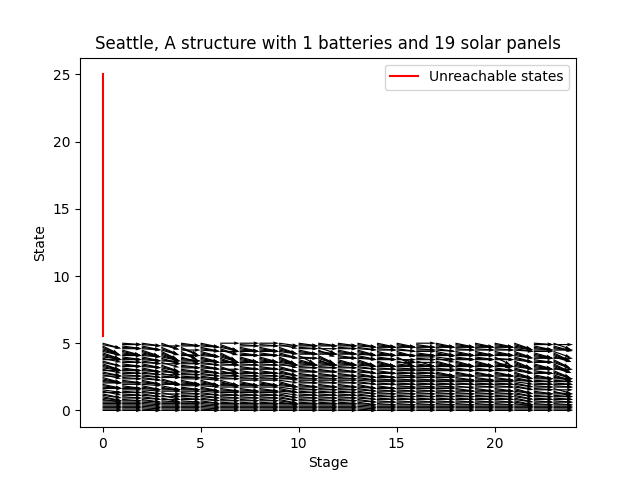 Seattle, A structure with 1 batteries and 19 solar panels
Unreachable states
25
20
15
10
5
0
State
0 5 10 15 20
Stage